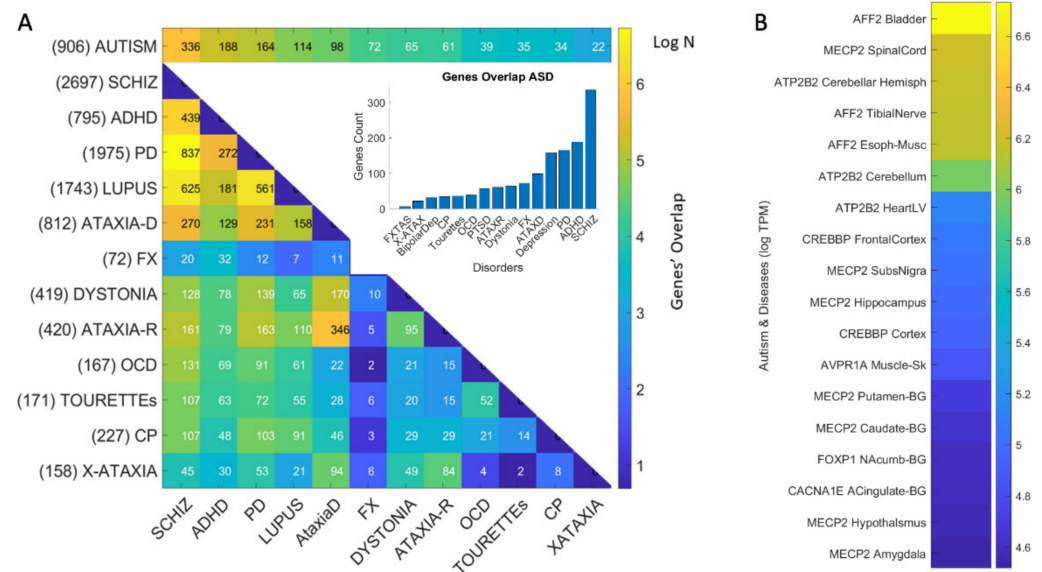 A
(906) AUTISM 336 188 164 114 98 72 65 61 39 35 34 22
Log N
(2697) SCHIZ
(795) ADHD 439
(1975) PD 837 272
(1743) LUPUS 625 181 561
(812) ATAXIA-D 270 129 231 158
(72) FX 20 32 12 7 11
(419) DYSTONIA 128 78 139 65 170 10
(420) ATAXIA-R 161 79 163 110 346 5 95
(167) OCD 131 69 91 61 22 2 21 15
(171) TOURETTEs 107 63 72 55 28 6 20 15 52
(227) CP 107 48 103 91 46 3 29 29 21 14
(158) X-ATAXIA 45 30 53 21 94 6 49 84 4 2 8
SCHIZ
ADHD
PD
LUPUS
AtaxiaD
FX
DYSTONIA
ATAXIA-R
OCD
TOURETTEs
CP
XATAXIA
Genes Overlap ASD
Genes Count
300
200
100
0
FXTAS
X-ATAX
BipolarDep
CP
Tourettes
OCD
PTSD
ATAXR
Dystonia
FX
ATAXD
Depression
PD
ADHD
SCHIZ
Disorders
6
5
4
3
2
1
Genes' Overlap
B
Autism & Diseases (log TPM)
AFF2 Bladder
MECP2 SpinalCord
ATP2B2 Cerebellar Hemisph
AFF2 TibialNerve
AFF2 Esoph-Musc
ATP2B2 Cerebellum
ATP2B2 HeartLV
CREBBP FrontalCortex
MECP2 SubsNigra
MECP2 Hippocampus
CREBBP Cortex
AVPR1A Muscle-Sk
MECP2 Putamen-BG
MECP2 Caudate-BG
FOXP1 NAcumb-BG
CACNA1E ACingulate-BG
MECP2 Hypothalsmus
MECP2 Amygdala
6.6
6.4
6.2
6
5.8
5.6
5.4
5.2
5
4.8
4.6